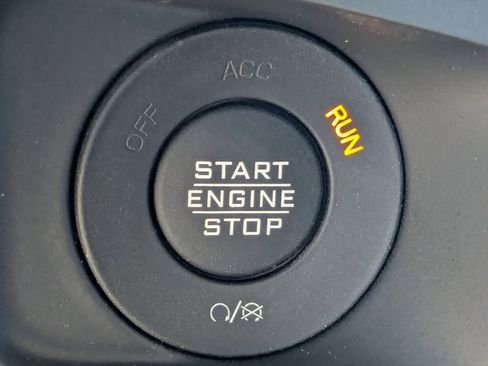 ACC
OFF
RUN
START
ENGINE
STOP